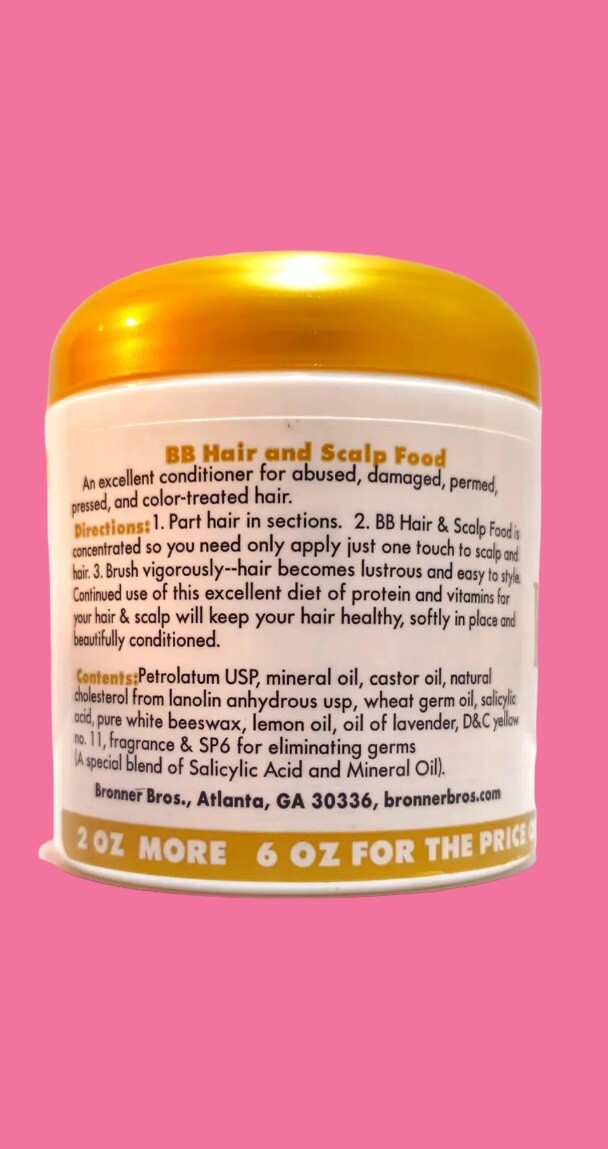 BB Hair and Scalp Food
An excellent conditioner for abused, damaged, permed,
pressed, and color-treated hair.
Directions: 1. Part hair in sections. 2. BB Hair & Scalp Food is
concentrated so you need only apply just one touch to scalp and
hair. 3. Brush vigorously--hair becomes lustrous and easy to style.
Continued use of this excellent diet of protein and vitamins for
your hair & scalp will keep your hair healthy, softly in place and
beautifully conditioned.
Contents: Petrolatum USP, mineral oil, castor oil, natural
cholesterol from lanolin anhydrous usp, wheat germ oil, salicylic
acid, pure white beeswax, lemon oil, oil of lavender, D&C yellow
no. 11, fragrance & SP6 for eliminating germs
(A special blend of Salicylic Acid and Mineral Oil).
Bronner Bros., Atlanta, GA 30336, bronnerbros.com
2 OZ MORE 6 OZ FOR THE PRICE